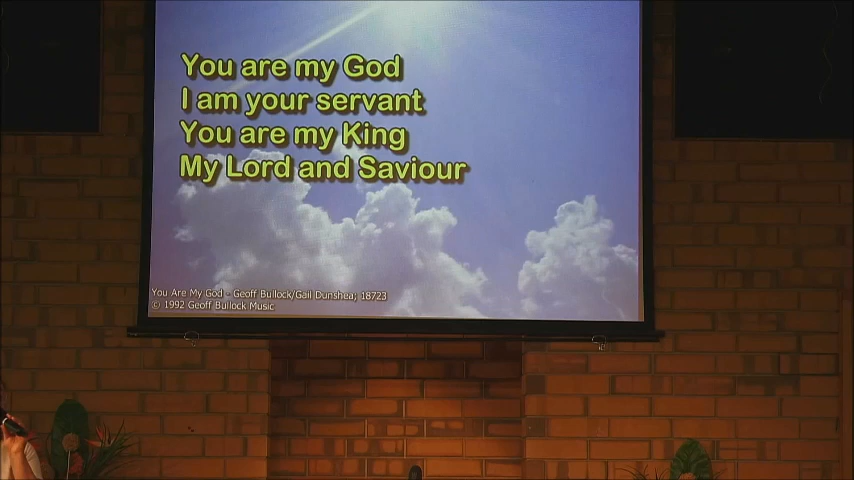 You are my God
I am your servant
You are my King
My Lord and Saviour
You Are My God - Geoff Bullock/Gail Dunshea; 18723
© 1992 Geoff Bullock Music